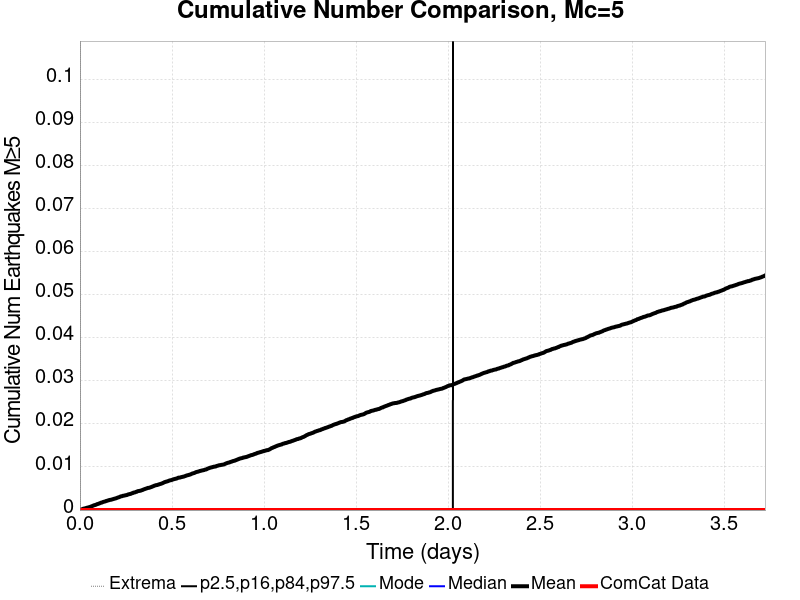 Cumulative Number Comparison, Mc=5
Cumulative Num Earthquakes M≥5
0.1
0.09
0.08
0.07
0.06
0.05
0.04
0.03
0.02
0.01
0
0.0 0.5 1.0 1.5 2.0 2.5 3.0 3.5
Time (days)
Extrema p2.5,p16,p84,p97.5 Mode Median Mean ComCat Data